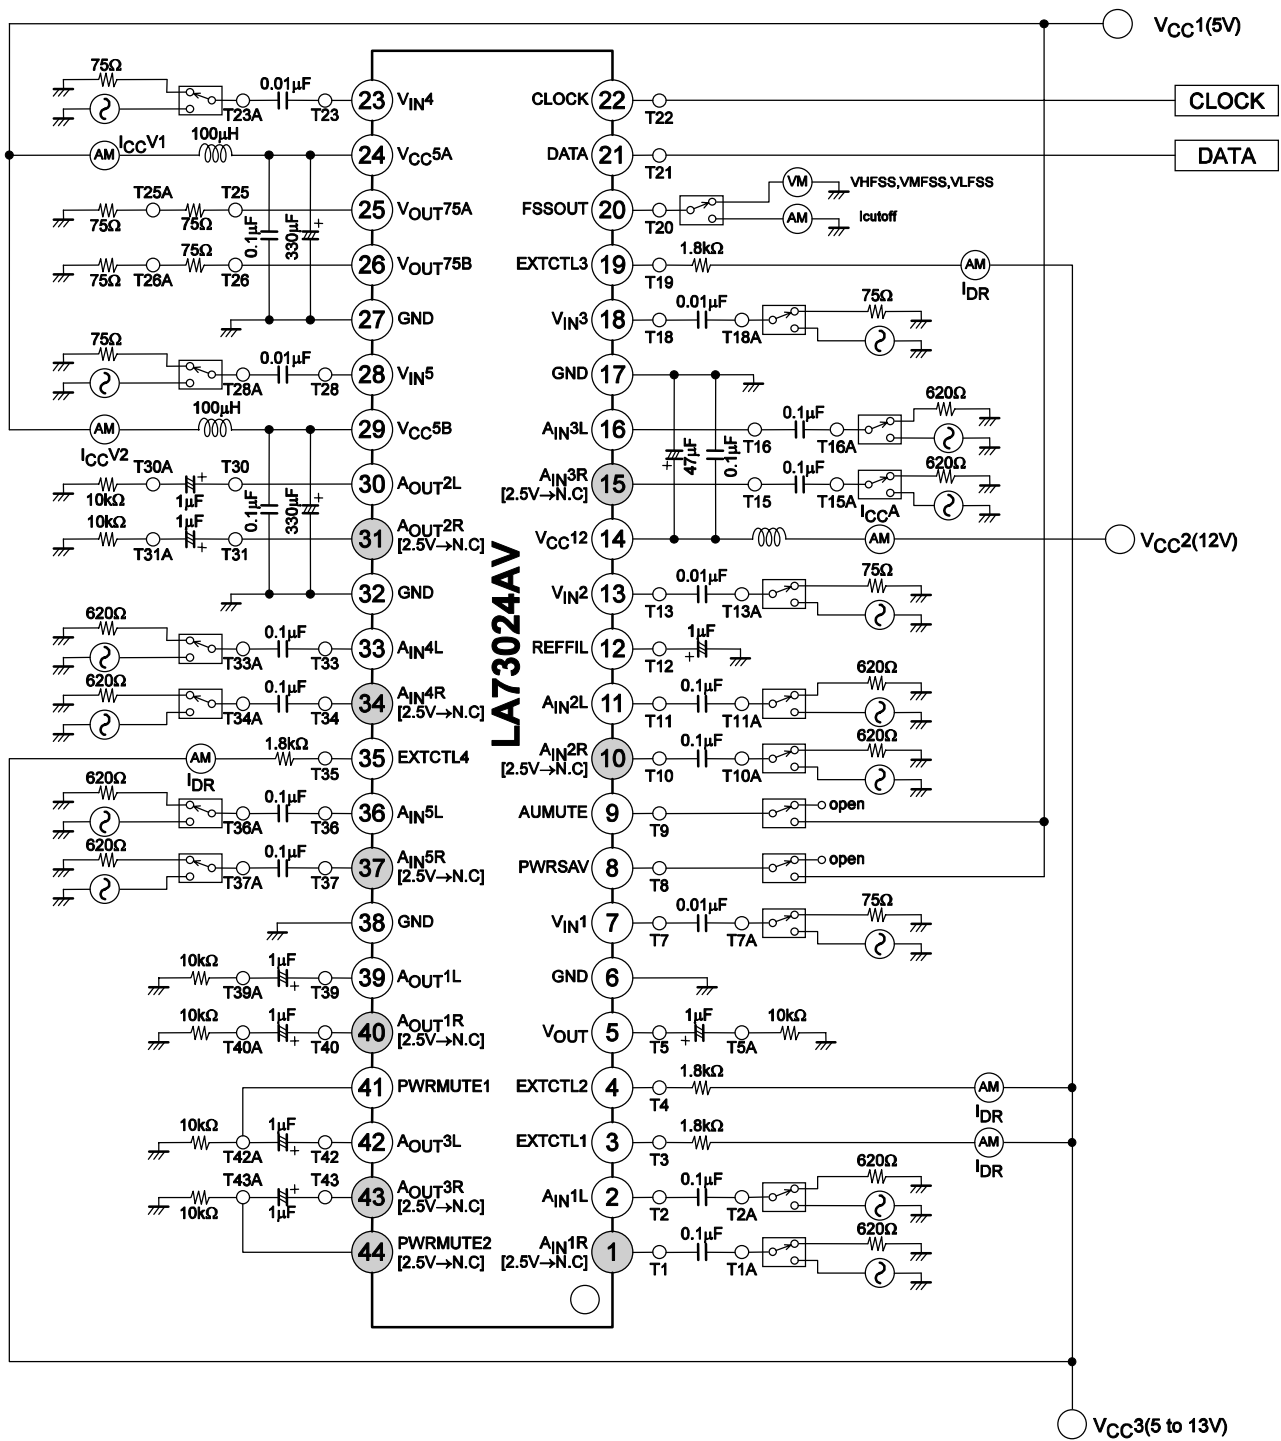 VCC1(5V)
75Ω
0.01μF
T23A
T23
23
VIN4
CLOCK
22
T22
CLOCK
ICCV1
AM
100μH
24
VCC5A
DATA
21
T21
DATA
T25A
T25
75Ω
75Ω
25
VOUT75A
0.1μF
330μF
+
FSSOUT
20
T20
VM
VHFSS,VMFSS,VLFSS
AM
Icutoff
75Ω
75Ω
T26A
T26
26
VOUT75B
EXTCTL3
19
T19
1.8kΩ
AM
IDR
27
GND
VIN3
18
T18
0.01μF
T18A
75Ω
75Ω
0.01μF
T28A
T28
28
VIN5
GND
17
100μH
AM
ICCV2
29
VCC5B
AIN3L
16
T16
0.1μF
T16A
620Ω
47μF
+
0.1μF
T30A
T30
10kΩ
1μF
+
30
AOUT2L
0.1μF
330μF
+
AIN3R
[2.5V→N.C]
15
T15
0.1μF
T15A
620Ω
10kΩ
1μF
+
T31A
T31
31
AOUT2R
[2.5V→N.C]
VCC12
14
ICCA
AM
VCC2(12V)
32
GND
VIN2
13
T13
0.01μF
T13A
75Ω
LA73024AV
620Ω
0.1μF
T33A
T33
33
AIN4L
REFFIL
12
T12
1μF
+
620Ω
0.1μF
T34A
T34
34
AIN4R
[2.5V→N.C]
AIN2L
11
T11
0.1μF
T11A
620Ω
AM
IDR
1.8kΩ
T35
35
EXTCTL4
AIN2R
[2.5V→N.C]
10
T10
0.1μF
T10A
620Ω
620Ω
0.1μF
T36A
T36
36
AIN5L
AUMUTE
9
T9
open
620Ω
0.1μF
T37A
T37
37
AIN5R
[2.5V→N.C]
PWRSAV
8
T8
open
38
GND
VIN1
7
T7
0.01μF
T7A
75Ω
10kΩ
T39A
1μF
+
T39
39
AOUT1L
GND
6
10kΩ
T40A
1μF
+
T40
40
AOUT1R
[2.5V→N.C]
VOUT
5
T5
+
1μF
T5A
10kΩ
41
PWRMUTE1
EXTCTL2
4
T4
1.8kΩ
AM
IDR
10kΩ
T42A
1μF
+
T42
42
AOUT3L
EXTCTL1
3
T3
1.8kΩ
AM
IDR
T43A
T43
10kΩ
1μF
+
43
AOUT3R
[2.5V→N.C]
AIN1L
2
T2
0.1μF
T2A
620Ω
44
PWRMUTE2
[2.5V→N.C]
AIN1R
[2.5V→N.C]
1
T1
0.1μF
T1A
620Ω
VCC3(5 to 13V)